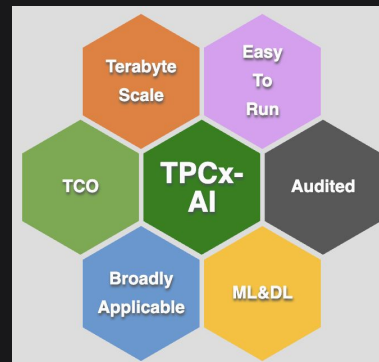 Terabyte
Scale
Easy
To
Run
TCO
TPCx-
AI
Audited
Broadly
Applicable
ML&DL